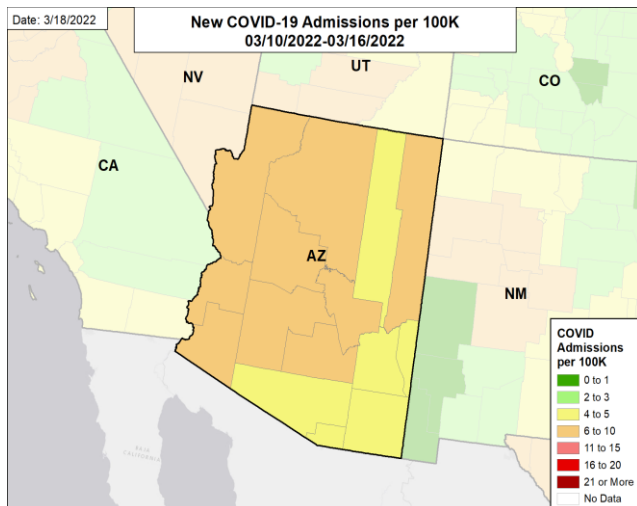 Date: 3/18/2022
New COVID-19 Admissions per 100K
03/10/2022-03/16/2022
NV
UT
CO
CA
AZ
NM
BAJA
CALIFORNIA
COVID
Admissions
per 100K
0 to 1
2 to 3
4 to 5
6 to 10
11 to 15
16 to 20
21 or More
No Data